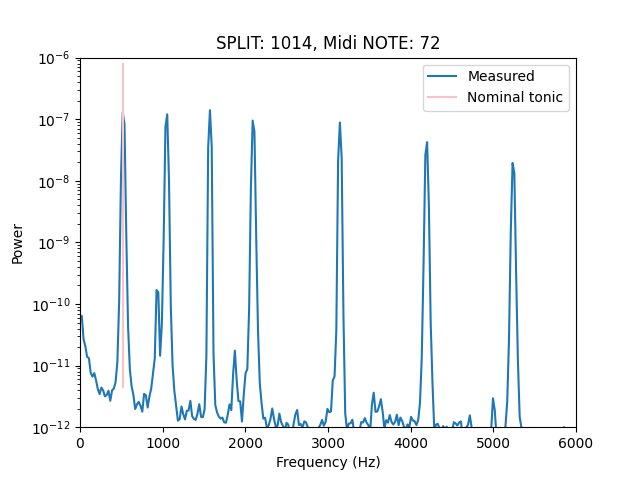 SPLIT: 1014, Midi NOTE: 72
Measured
Nominal tonic
Power
10⁻⁶
10⁻⁷
10⁻⁸
10⁻⁹
10⁻¹⁰
10⁻¹¹
10⁻¹²
0 1000 2000 3000 4000 5000 6000
Frequency (Hz)